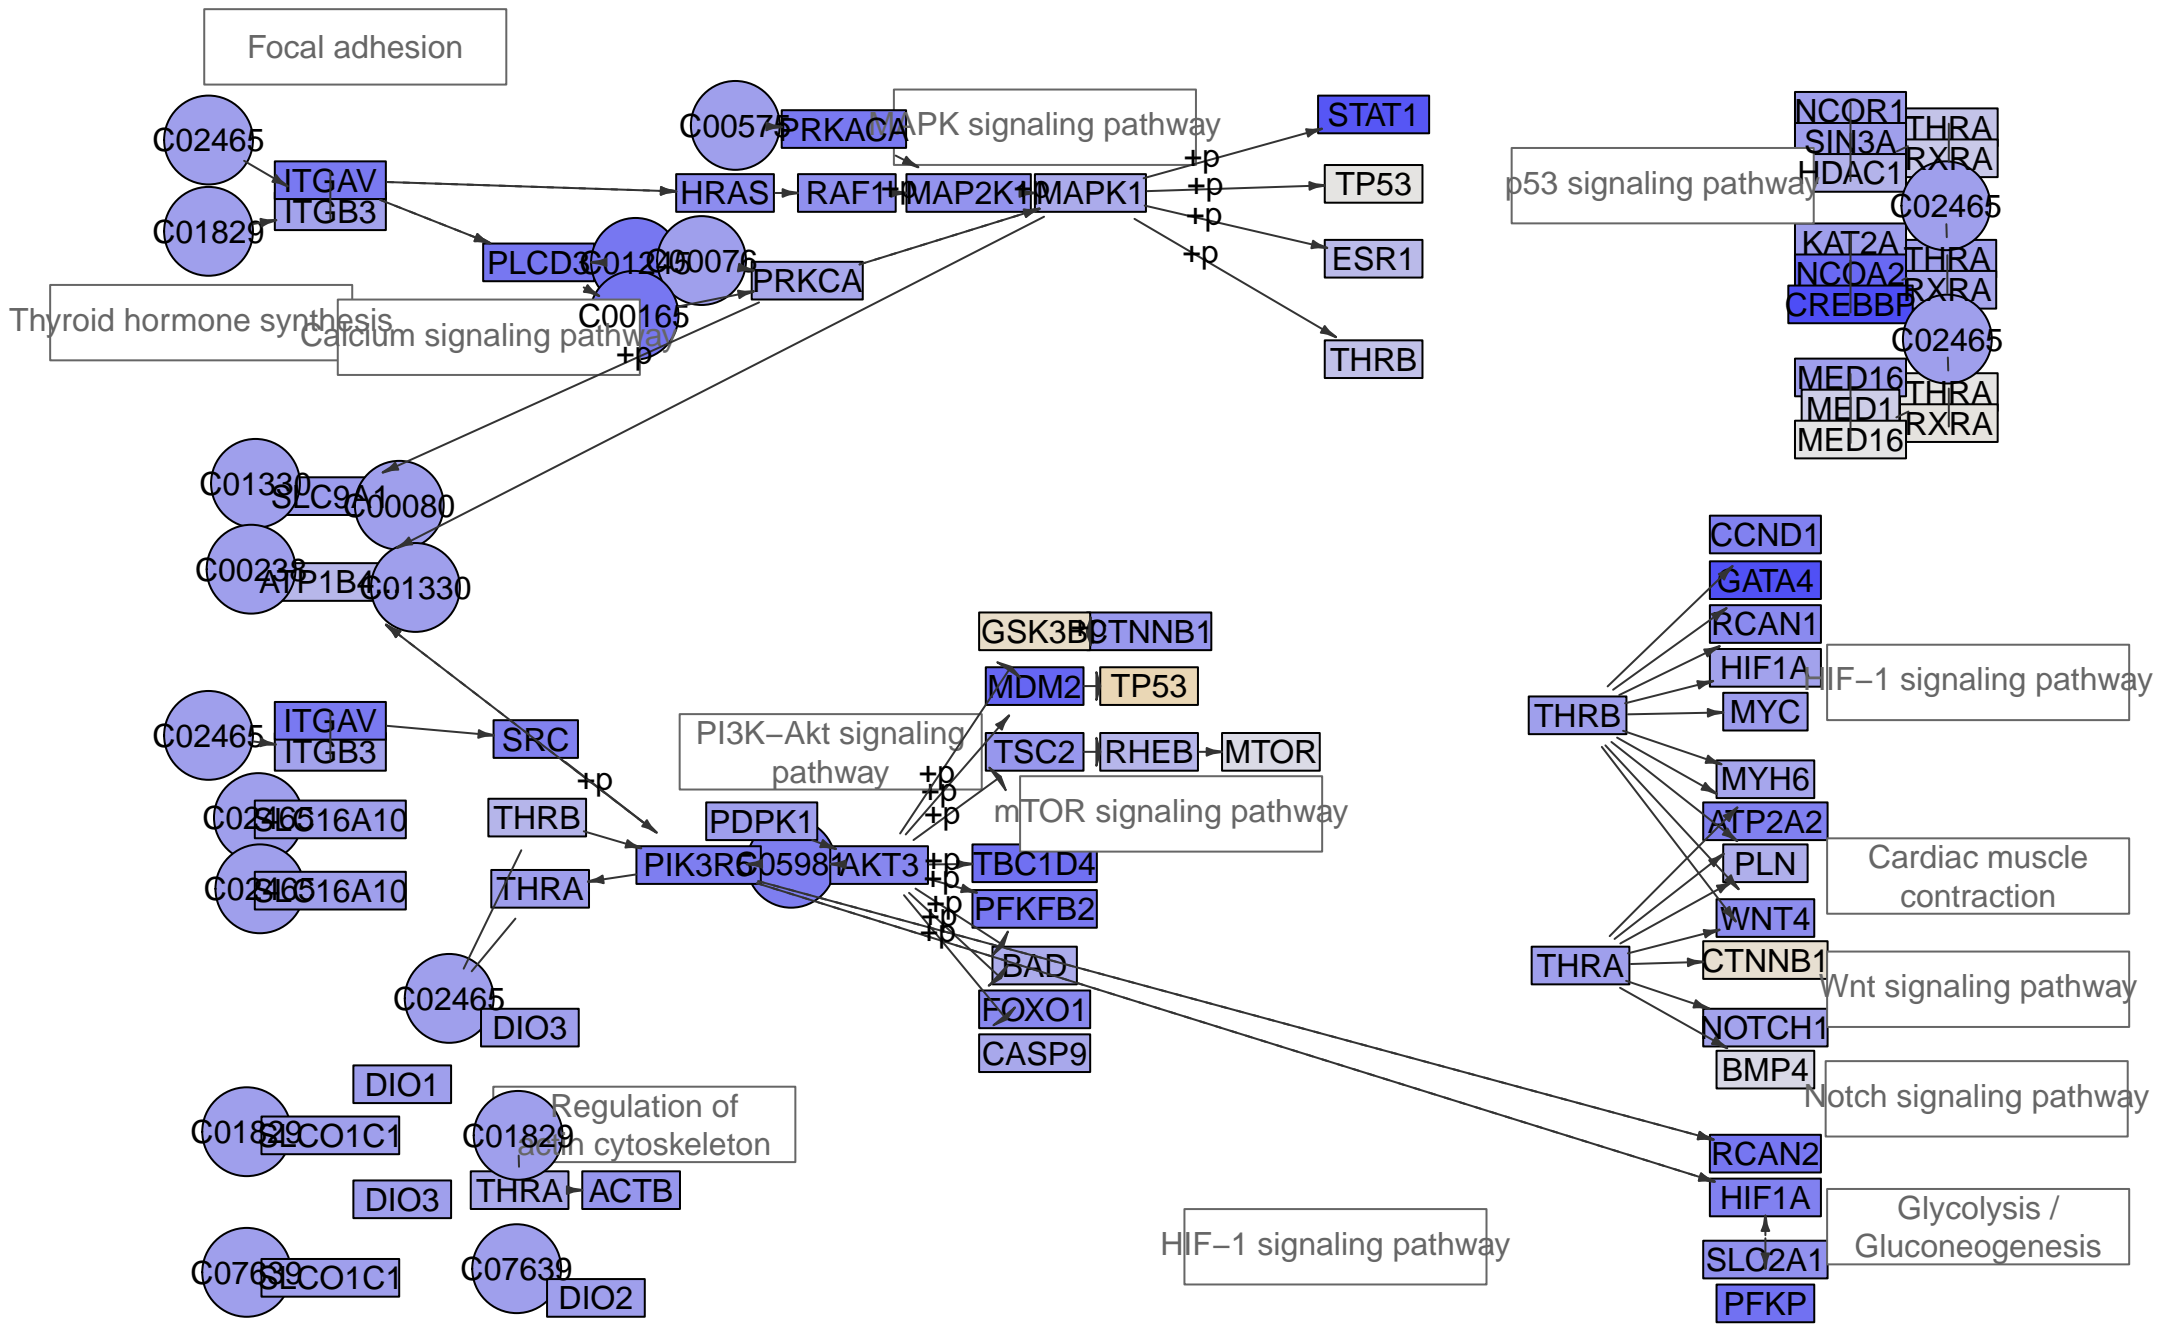 Focal adhesion
C02465
C01829
ITGAV
ITGB3
C00575
PRKACA
MAPK signaling pathway
HRAS
RAF1
+p
MAP2K1
+p
MAPK1
+p
+p
+p
+p
STAT1
TP53
ESR1
THRB
PLCD3
C01245
C00076
C00165
PRKCA
Thyroid hormone synthesis
Calcium signaling pathway
+p
p53 signaling pathway
NCOR1
SIN3A
HDAC1
THRA
RXRA
C02465
KAT2A
NCOA2
CREBBP
THRA
RXRA
C02465
MED16
MED1
MED16
THRA
RXRA
C01330
SLC9A1
C00080
C00238
ATP1B4...
C01330
C02465
ITGAV
ITGB3
SRC
+p
C02465
SLC16A10
C02465
SLC16A10
THRB
THRA
C02465
DIO3
PI3K−Akt signaling
pathway
PDPK1
PIK3R6
C05981
AKT3
GSK3B
+p
CTNNB1
MDM2
TP53
TSC2
RHEB
MTOR
mTOR signaling pathway
+p
+p
+p
+p
+p
+p
+p
+p
TBC1D4
PFKFB2
BAD
FOXO1
CASP9
CCND1
GATA4
RCAN1
HIF1A
HIF−1 signaling pathway
MYC
THRB
MYH6
ATP2A2
PLN
Cardiac muscle
contraction
WNT4
THRA
CTNNB1
Wnt signaling pathway
NOTCH1
BMP4
Notch signaling pathway
RCAN2
HIF1A
Glycolysis /
Gluconeogenesis
SLC2A1
PFKP
HIF−1 signaling pathway
DIO1
C01829
SLCO1C1
DIO3
C07639
SLCO1C1
Regulation of
actin cytoskeleton
C01829
THRA
ACTB
C07639
DIO2